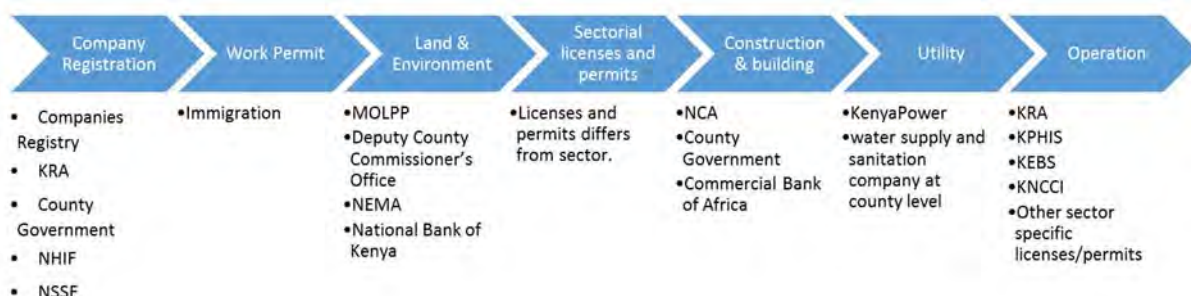 Company
Registration
Work Permit
Land &
Environment
Sectorial
licenses and
permits
Construction
& building
Utility
Operation
• Companies
Registry
• KRA
• County
Government
• NHIF
• NSSF
•Immigration
•MOLPP
•Deputy County
Commissioner's
Office
•NEMA
•National Bank of
Kenya
•Licenses and
permits differs
from sector.
•NCA
•County
Government
•Commercial Bank
of Africa
•KenyaPower
•water supply and
sanitation
company at
county level
•KRA
•KPHIS
•KEBS
•KNCCI
•Other sector
specific
licenses/permits